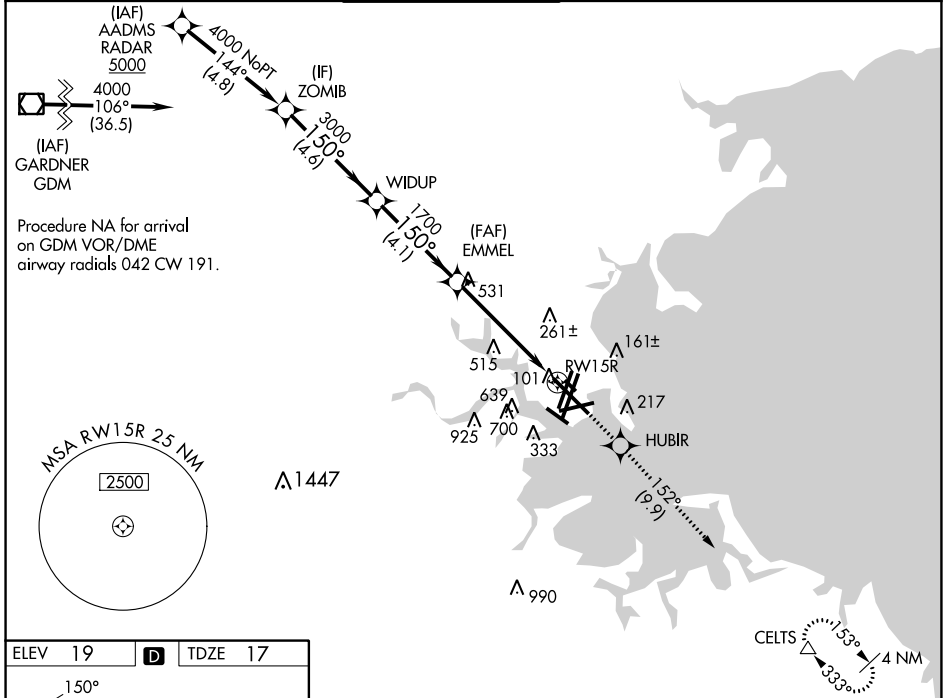 (IAF)
AADMS
RADAR
5000
4000 NoPT
144°
(4.8)
(IF)
ZOMIB
4000
106°
(36.5)
(IAF)
GARDNER
GDM
3000
150°
(4.6)
WIDUP
1700
150°
(4.1)
(FAF)
EMMEL
Procedure NA for arrival
on GDM VOR/DME
airway radials 042 CW 191.
531
261±
161±
515
101
RW15R
639
217
925
700
333
HUBIR
MSA RW15R 25 NM
2500
1447
152°
(9.9)
990
CELTS
153°
4 NM
333°
ELEV 19 D TDZE 17
150°